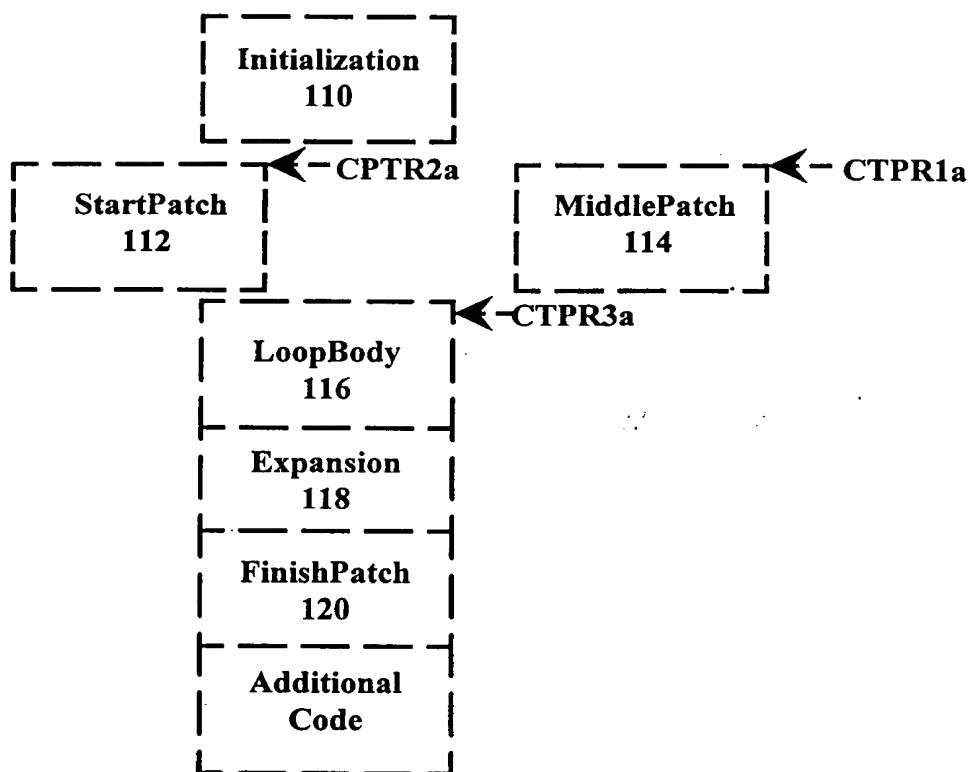 Initialization
110
CPTR2a
CTPR1a
StartPatch
112
MiddlePatch
114
CTPR3a
LoopBody
116
Expansion
118
FinishPatch
120
Additional
Code